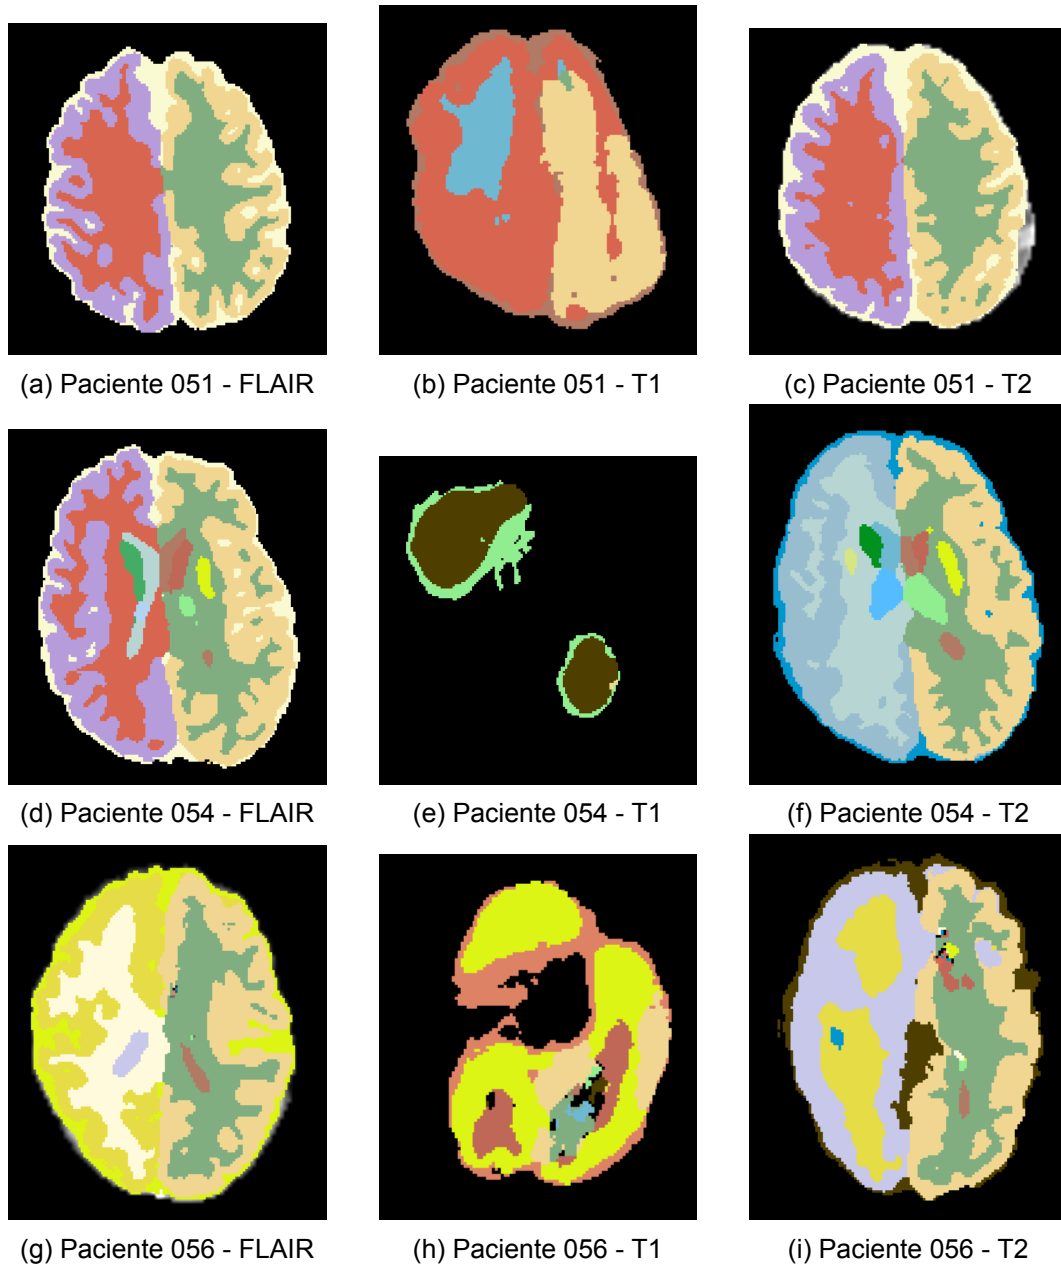 (a) Paciente 051 - FLAIR
(b) Paciente 051 - T1
(c) Paciente 051 - T2
(d) Paciente 054 - FLAIR
(e) Paciente 054 - T1
(f) Paciente 054 - T2
(g) Paciente 056 - FLAIR
(h) Paciente 056 - T1
(i) Paciente 056 - T2